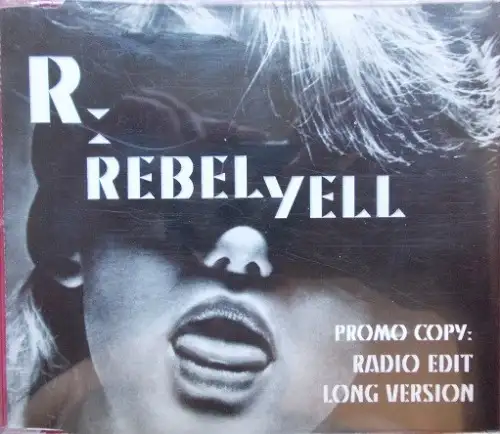 R.
REBEL YELL
PROMO COPY:
RADIO EDIT
LONG VERSION